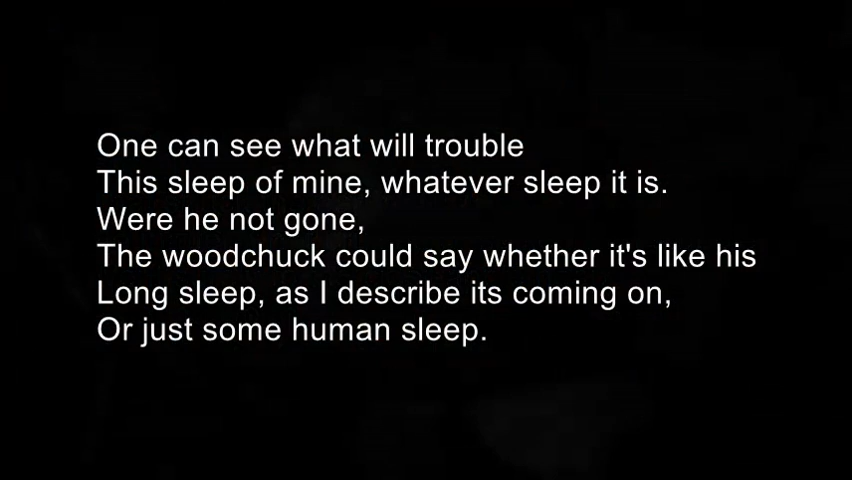 One can see what will trouble
This sleep of mine, whatever sleep it is.
Were he not gone,
The woodchuck could say whether it's like his
Long sleep, as I describe its coming on,
Or just some human sleep.